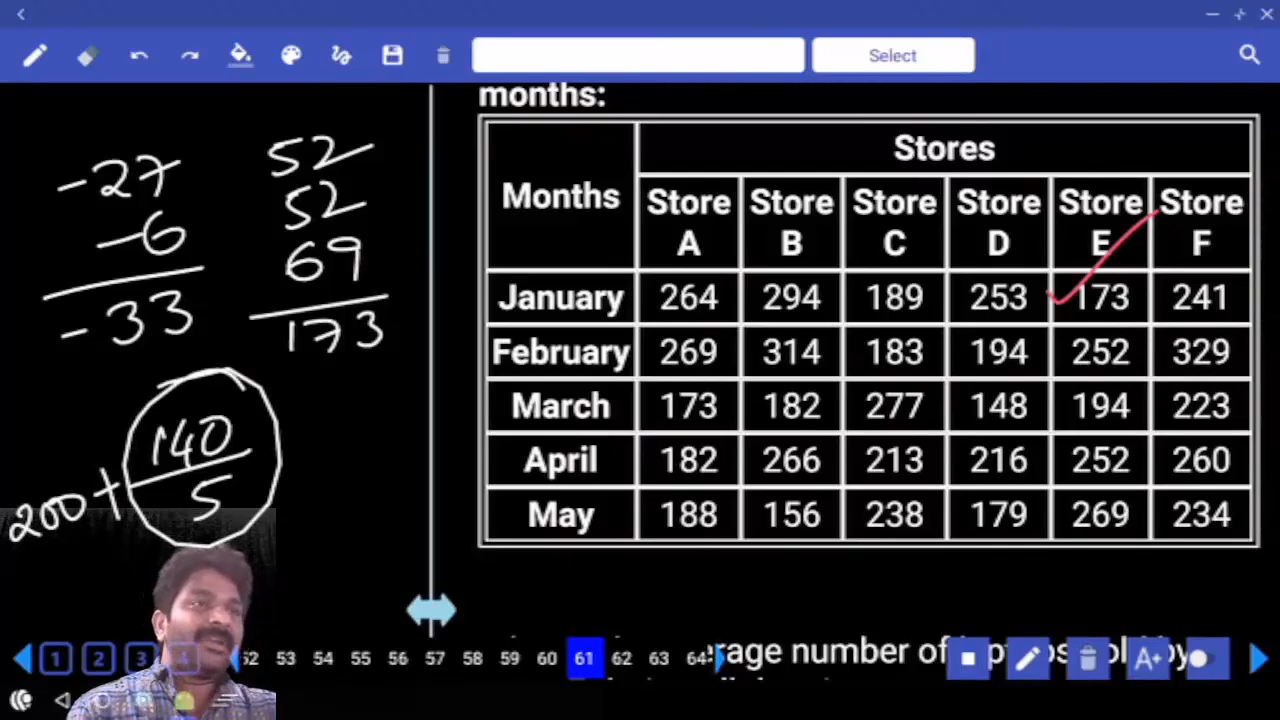 Select
months:
Months Stores
Store A Store B Store C Store D Store E Store F
January 264 294 189 253 173 241
February 269 314 183 194 252 329
March 173 182 277 148 194 223
April 182 266 213 216 252 260
May 188 156 238 179 269 234
-27
-6
-33
52
52
69
173
200+ 140
5
number of
1 2 3 4 52 53 54 55 56 57 58 59 60 61 62 63 64
A+